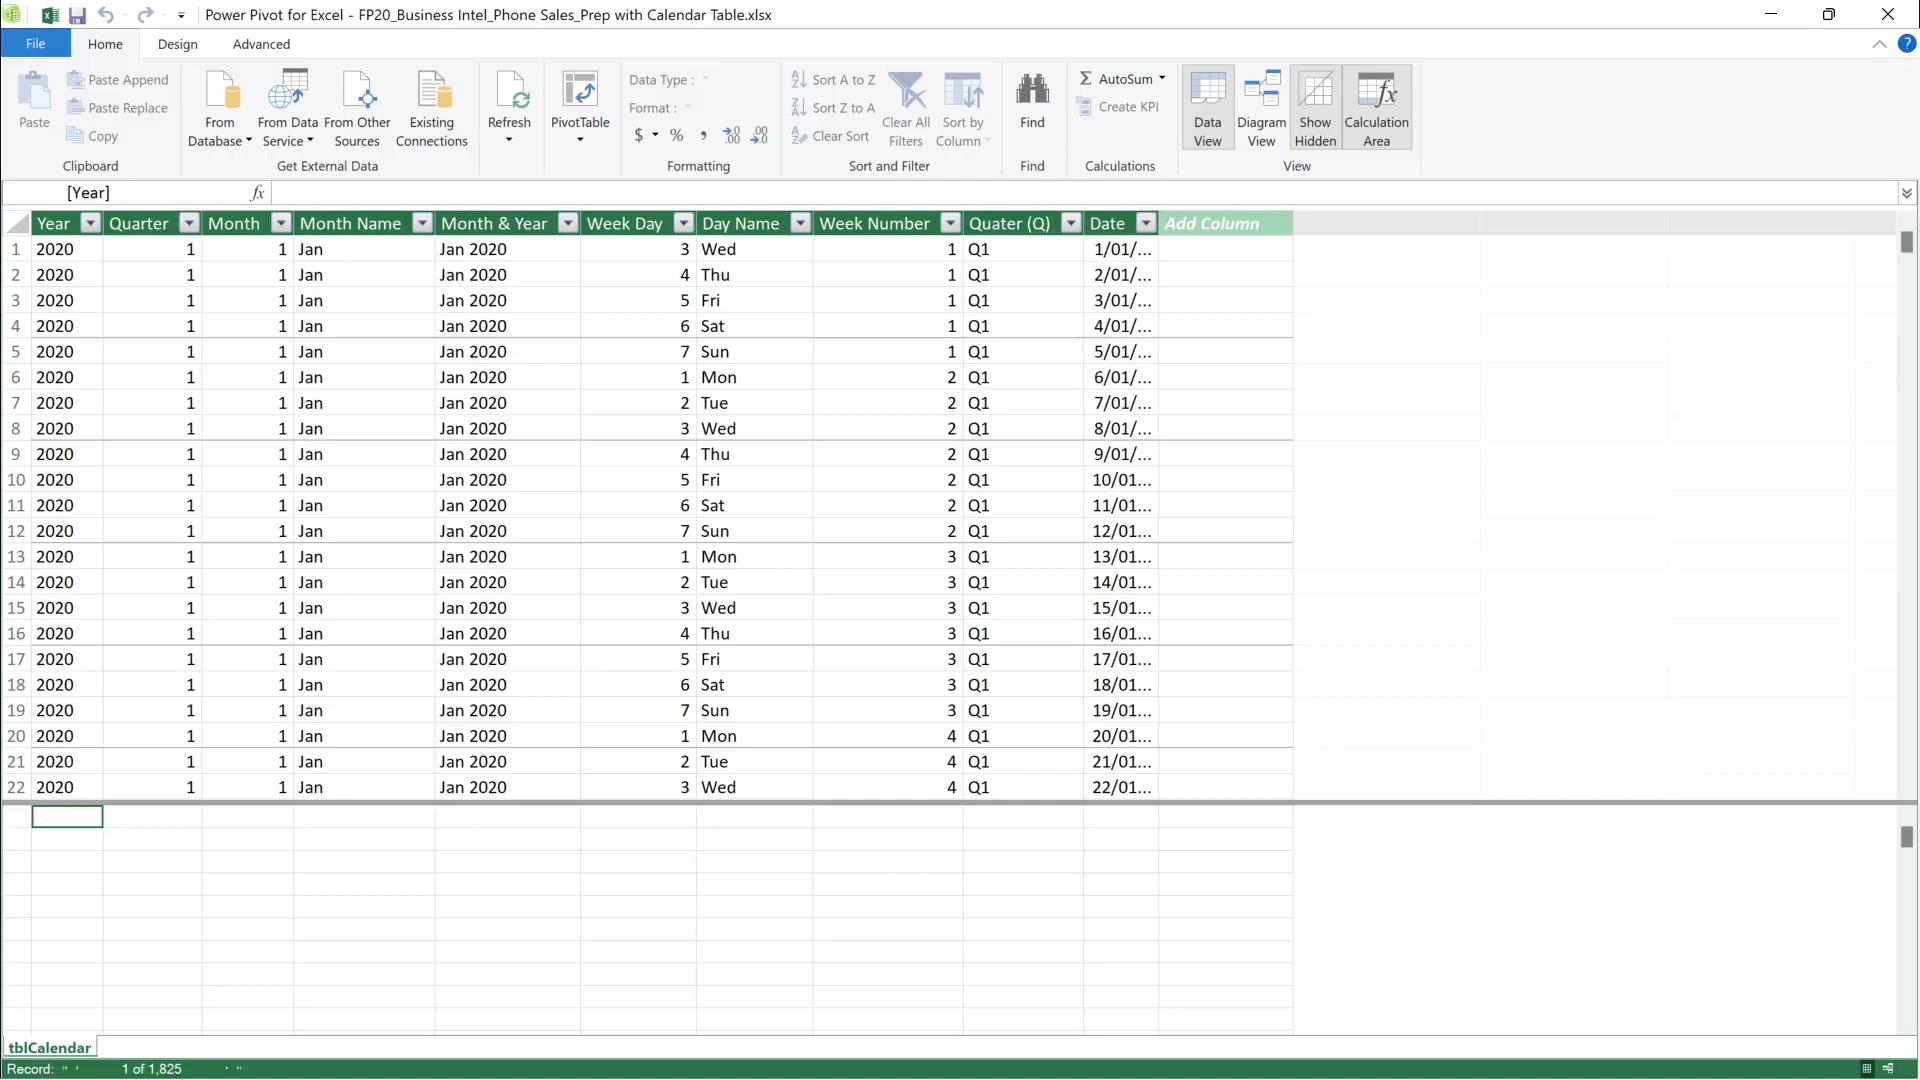 Power Pivot for Excel - FP20_Business Intel_Phone Sales_Prep with Calendar Table.xlsx
File Home Design Advanced
Paste
Paste Append
Paste Replace
Copy
Clipboard
From Database
From Data Service
From Other Sources
Existing Connections
Get External Data
Refresh
PivotTable
Data Type :
Format :
$ % ,
Formatting
Sort A to Z
Sort Z to A
Clear Sort
Clear All Filters
Sort by Column
Sort and Filter
Find
Find
AutoSum
Create KPI
Calculations
Data View
Diagram View
Show Hidden
Calculation Area
View
[Year] fx
Year Quarter Month Month Name Month & Year Week Day Day Name Week Number Quater (Q) Date Add Column
1 2020 1 1 Jan Jan 2020 3 Wed 1 Q1 1/01/...
2 2020 1 1 Jan Jan 2020 4 Thu 1 Q1 2/01/...
3 2020 1 1 Jan Jan 2020 5 Fri 1 Q1 3/01/...
4 2020 1 1 Jan Jan 2020 6 Sat 1 Q1 4/01/...
5 2020 1 1 Jan Jan 2020 7 Sun 1 Q1 5/01/...
6 2020 1 1 Jan Jan 2020 1 Mon 2 Q1 6/01/...
7 2020 1 1 Jan Jan 2020 2 Tue 2 Q1 7/01/...
8 2020 1 1 Jan Jan 2020 3 Wed 2 Q1 8/01/...
9 2020 1 1 Jan Jan 2020 4 Thu 2 Q1 9/01/...
10 2020 1 1 Jan Jan 2020 5 Fri 2 Q1 10/01...
11 2020 1 1 Jan Jan 2020 6 Sat 2 Q1 11/01...
12 2020 1 1 Jan Jan 2020 7 Sun 2 Q1 12/01...
13 2020 1 1 Jan Jan 2020 1 Mon 3 Q1 13/01...
14 2020 1 1 Jan Jan 2020 2 Tue 3 Q1 14/01...
15 2020 1 1 Jan Jan 2020 3 Wed 3 Q1 15/01...
16 2020 1 1 Jan Jan 2020 4 Thu 3 Q1 16/01...
17 2020 1 1 Jan Jan 2020 5 Fri 3 Q1 17/01...
18 2020 1 1 Jan Jan 2020 6 Sat 3 Q1 18/01...
19 2020 1 1 Jan Jan 2020 7 Sun 3 Q1 19/01...
20 2020 1 1 Jan Jan 2020 1 Mon 4 Q1 20/01...
21 2020 1 1 Jan Jan 2020 2 Tue 4 Q1 21/01...
22 2020 1 1 Jan Jan 2020 3 Wed 4 Q1 22/01...
tblCalendar
Record: 1 of 1,825